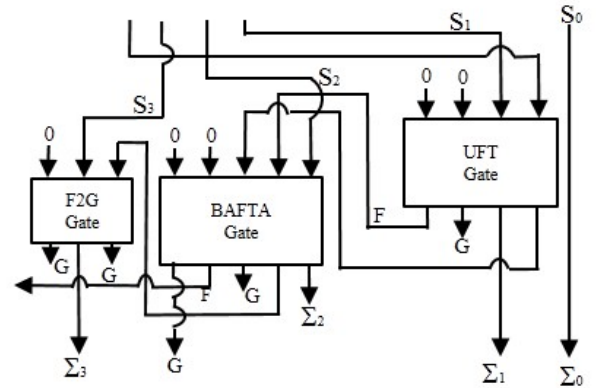 S₁ S₀
S₂
S₃
0 0
0 0 0
UFT
Gate
F2G
Gate
BAFTA
Gate
F
G
G
G
F G
Σ₂
Σ₃
G
Σ₁
Σ₀